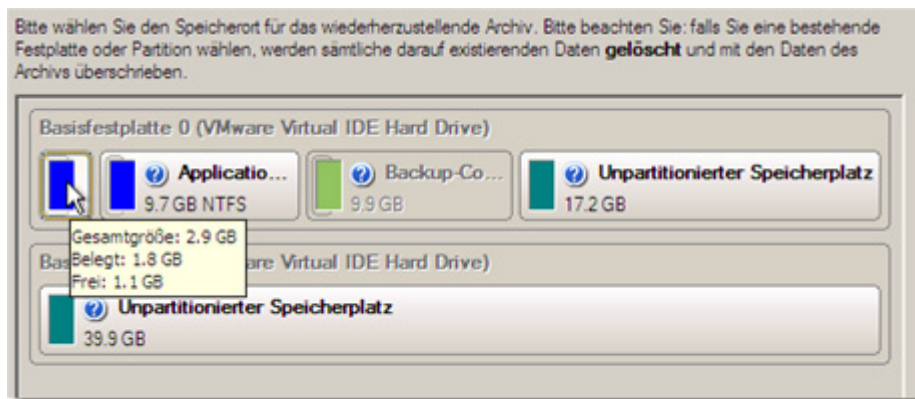 Bitte wählen Sie den Speicherort für das wiederherzustellende Archiv. Bitte beachten Sie: falls Sie eine bestehende
Festplatte oder Partition wählen, werden sämtliche darauf existierenden Daten gelöscht und mit den Daten des
Archivs überschrieben.
Basisfestplatte 0 (VMware Virtual IDE Hard Drive)
Applicatio...
9.7 GB NTFS
Backup-Co...
9.9 GB
Unpartitionierter Speicherplatz
17.2 GB
Gesamtgröße: 2.9 GB
Belegt: 1.8 GB
Frei: 1.1 GB
Virtual IDE Hard Drive)
Unpartitionierter Speicherplatz
39.9 GB